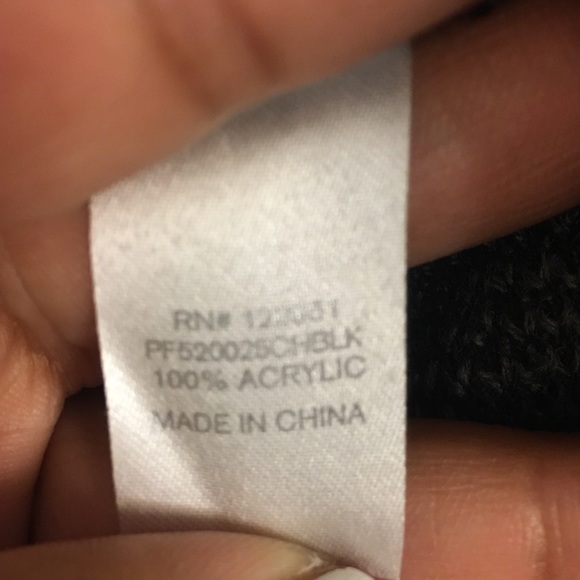 RN#
PF520025CHBLK
100% ACRYLIC
MADE IN CHINA